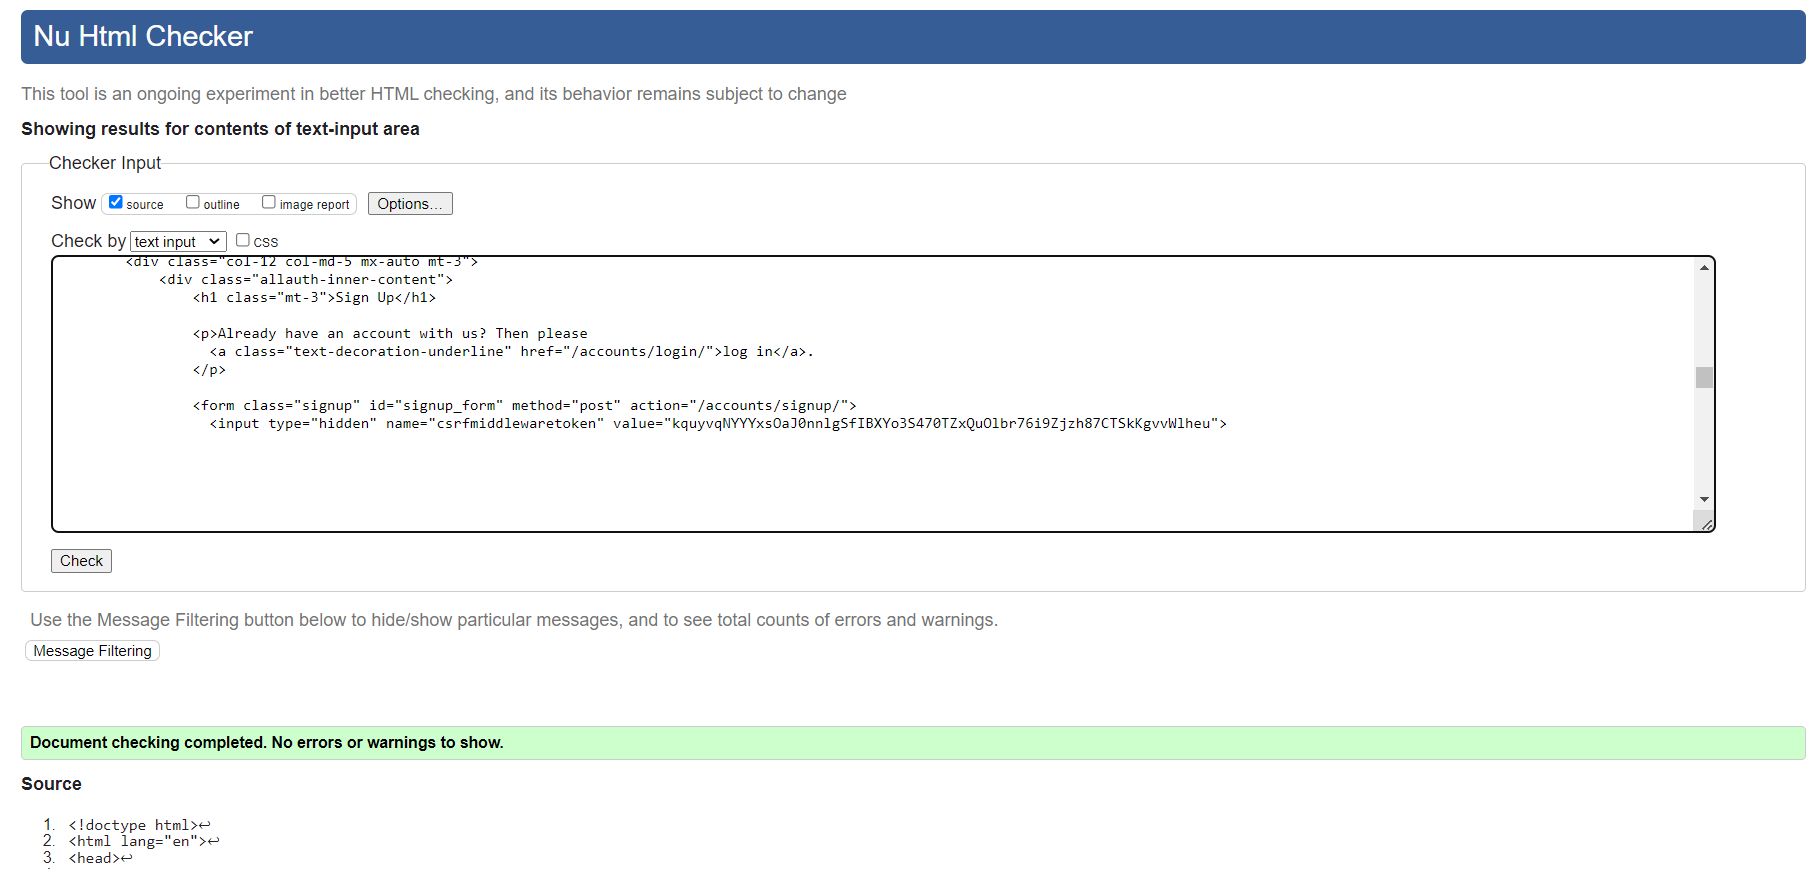 Nu Html Checker
This tool is an ongoing experiment in better HTML checking, and its behavior remains subject to change
Showing results for contents of text-input area
Checker Input
Show source outline image report Options...
Check by text input css
<div class="col-12 col-md-5 mx-auto mt-3">
<div class="allauth-inner-content">
<h1 class="mt-3">Sign Up</h1>
<p>Already have an account with us? Then please
<a class="text-decoration-underline" href="/accounts/login/">log in</a>.
</p>
<form class="signup" id="signup_form" method="post" action="/accounts/signup/">
<input type="hidden" name="csrfmiddlewaretoken" value="kquyvqNYYYxsOaJ0nnlgSfIBXYo3S470TZxQuOlbr76i9Zjzh87CTSkKgvvWlheu">
Check
Use the Message Filtering button below to hide/show particular messages, and to see total counts of errors and warnings.
Message Filtering
Document checking completed. No errors or warnings to show.
Source
1. <!doctype html>↩
2. <html lang="en">↩
3. <head>↩